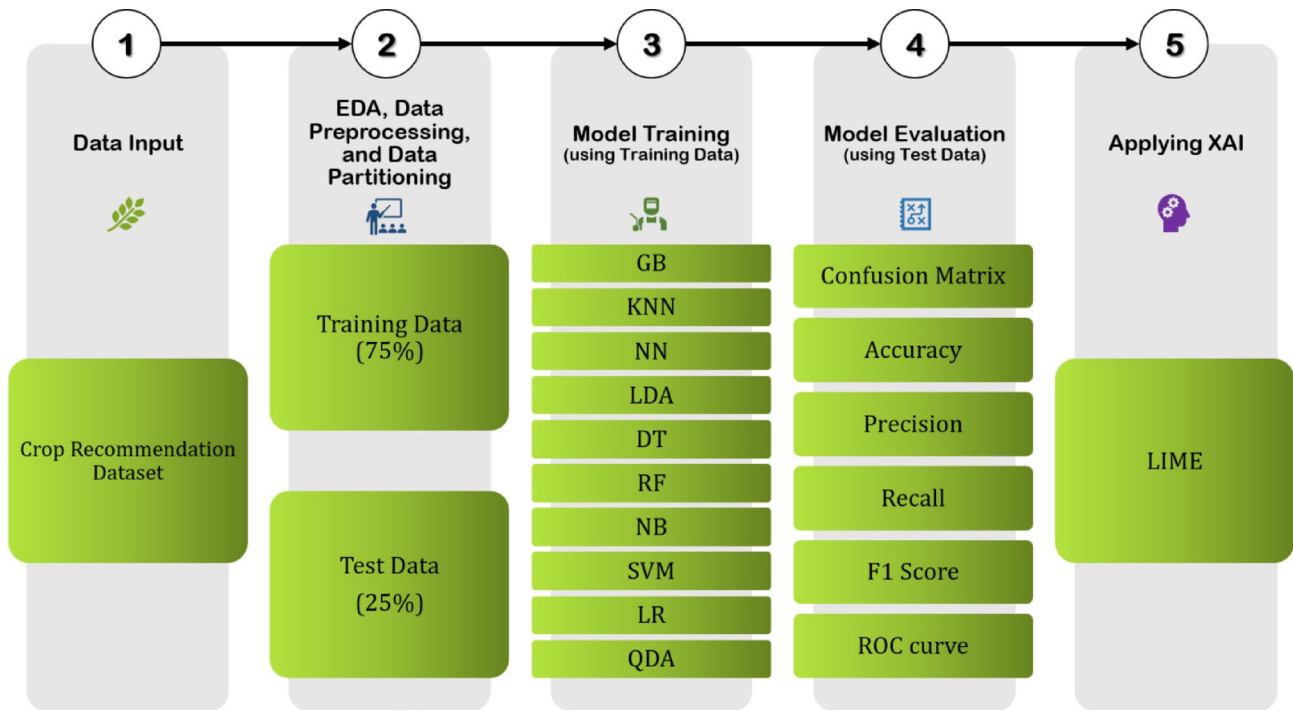 1
2
3
4
5
Data Input
Crop Recommendation
Dataset
EDA, Data
Preprocessing,
and Data
Partitioning
Training Data
(75%)
Test Data
(25%)
Model Training
(using Training Data)
GB
KNN
NN
LDA
DT
RF
NB
SVM
LR
QDA
Model Evaluation
(using Test Data)
Confusion Matrix
Accuracy
Precision
Recall
F1 Score
ROC curve
Applying XAI
LIME